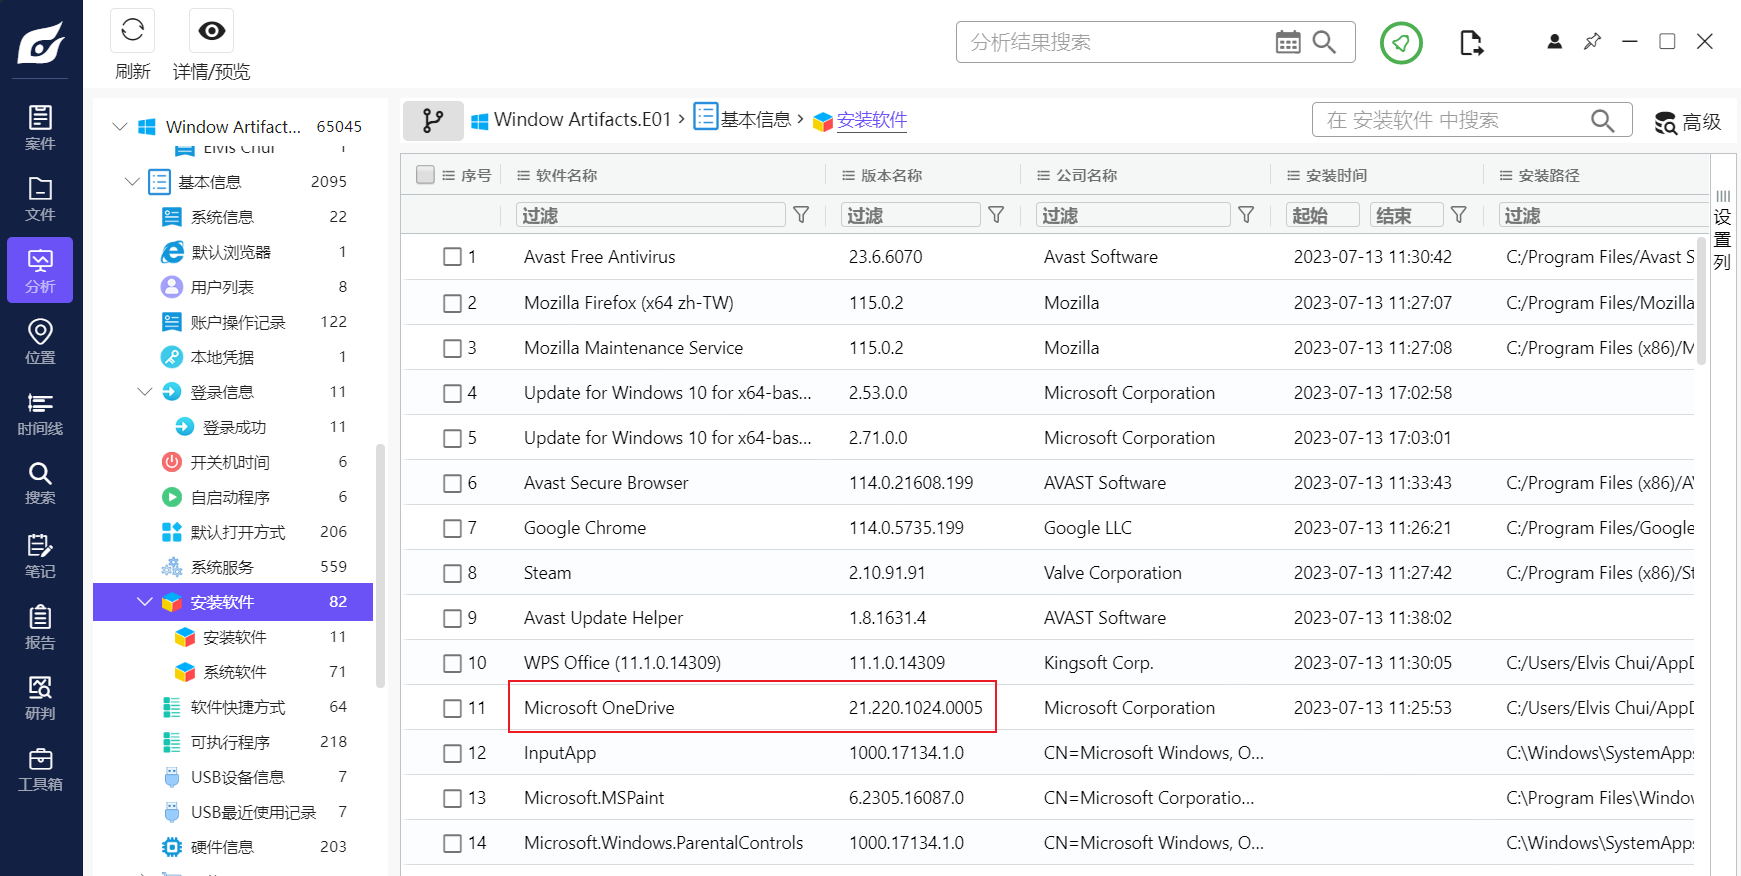 刷新
详情/预览
分析结果搜索
案件
文件
分析
位置
时间线
搜索
笔记
报告
研判
工具箱
Window Artifact... 65045
Elvis Chui 1
基本信息 2095
系统信息 22
默认浏览器 1
用户列表 8
账户操作记录 122
本地凭据 1
登录信息 11
登录成功 11
开关机时间 6
自启动程序 6
默认打开方式 206
系统服务 559
安装软件 82
安装软件 11
系统软件 71
软件快捷方式 64
可执行程序 218
USB设备信息 7
USB最近使用记录 7
硬件信息 203
Window Artifacts.E01 › 基本信息 › 安装软件
在 安装软件 中搜索
高级
序号 软件名称 版本名称 公司名称 安装时间 安装路径
过滤 过滤 过滤 起始 结束 过滤
1 Avast Free Antivirus 23.6.6070 Avast Software 2023-07-13 11:30:42 C:/Program Files/Avast S
2 Mozilla Firefox (x64 zh-TW) 115.0.2 Mozilla 2023-07-13 11:27:07 C:/Program Files/Mozilla
3 Mozilla Maintenance Service 115.0.2 Mozilla 2023-07-13 11:27:08 C:/Program Files (x86)/M
4 Update for Windows 10 for x64-bas... 2.53.0.0 Microsoft Corporation 2023-07-13 17:02:58
5 Update for Windows 10 for x64-bas... 2.71.0.0 Microsoft Corporation 2023-07-13 17:03:01
6 Avast Secure Browser 114.0.21608.199 AVAST Software 2023-07-13 11:33:43 C:/Program Files (x86)/AV
7 Google Chrome 114.0.5735.199 Google LLC 2023-07-13 11:26:21 C:/Program Files/Google
8 Steam 2.10.91.91 Valve Corporation 2023-07-13 11:27:42 C:/Program Files (x86)/St
9 Avast Update Helper 1.8.1631.4 AVAST Software 2023-07-13 11:38:02
10 WPS Office (11.1.0.14309) 11.1.0.14309 Kingsoft Corp. 2023-07-13 11:30:05 C:/Users/Elvis Chui/AppD
11 Microsoft OneDrive 21.220.1024.0005 Microsoft Corporation 2023-07-13 11:25:53 C:/Users/Elvis Chui/AppD
12 InputApp 1000.17134.1.0 CN=Microsoft Windows, O... C:\Windows\SystemApps
13 Microsoft.MSPaint 6.2305.16087.0 CN=Microsoft Corporatio... C:\Program Files\Window
14 Microsoft.Windows.ParentalControls 1000.17134.1.0 CN=Microsoft Windows, O... C:\Windows\SystemApps
设置列